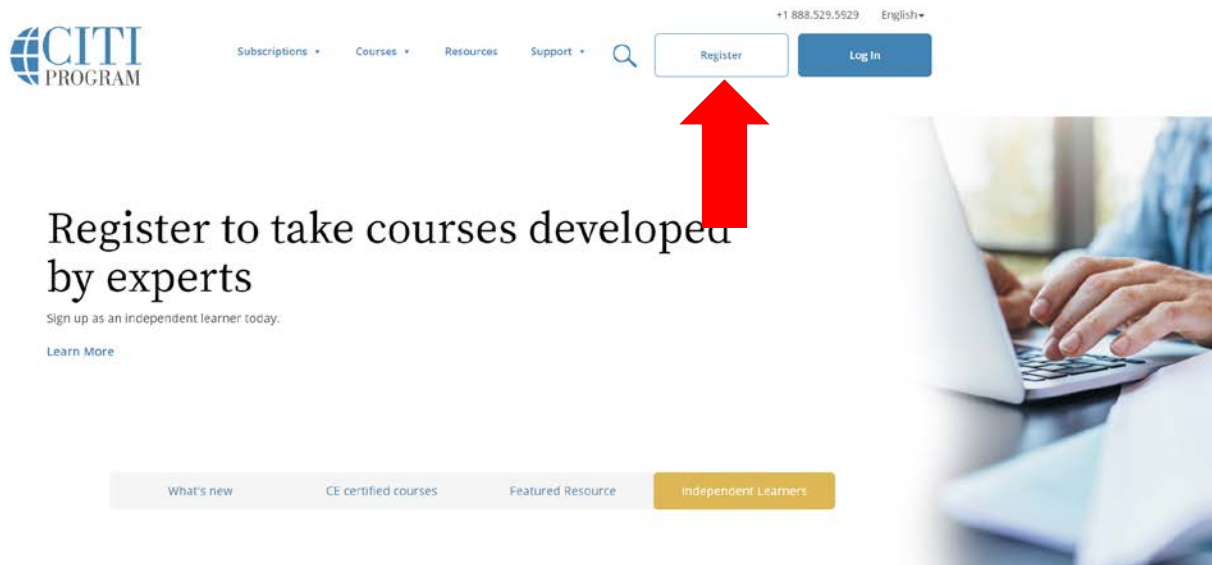 +1 888.529.5929 English
CITI
PROGRAM
Subscriptions
Courses
Resources
Support
Register
Log In
Register to take courses developed
by experts
Sign up as an independent learner today.
Learn More
What's new
CE certified courses
Featured Resource
Independent Learners